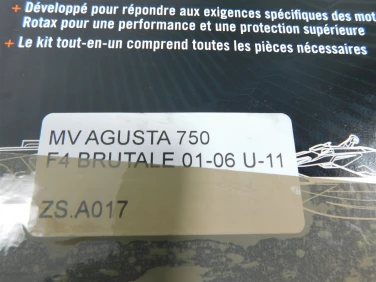 + Développé pour répondre aux exigences spécifiques des mot
Rotax pour une performance et une protection supérieure
+ Le kit tout-en-un comprend toutes les pièces nécessaires
MV AGUSTA 750
F4 BRUTALE 01-06 U-11
ZS.A017